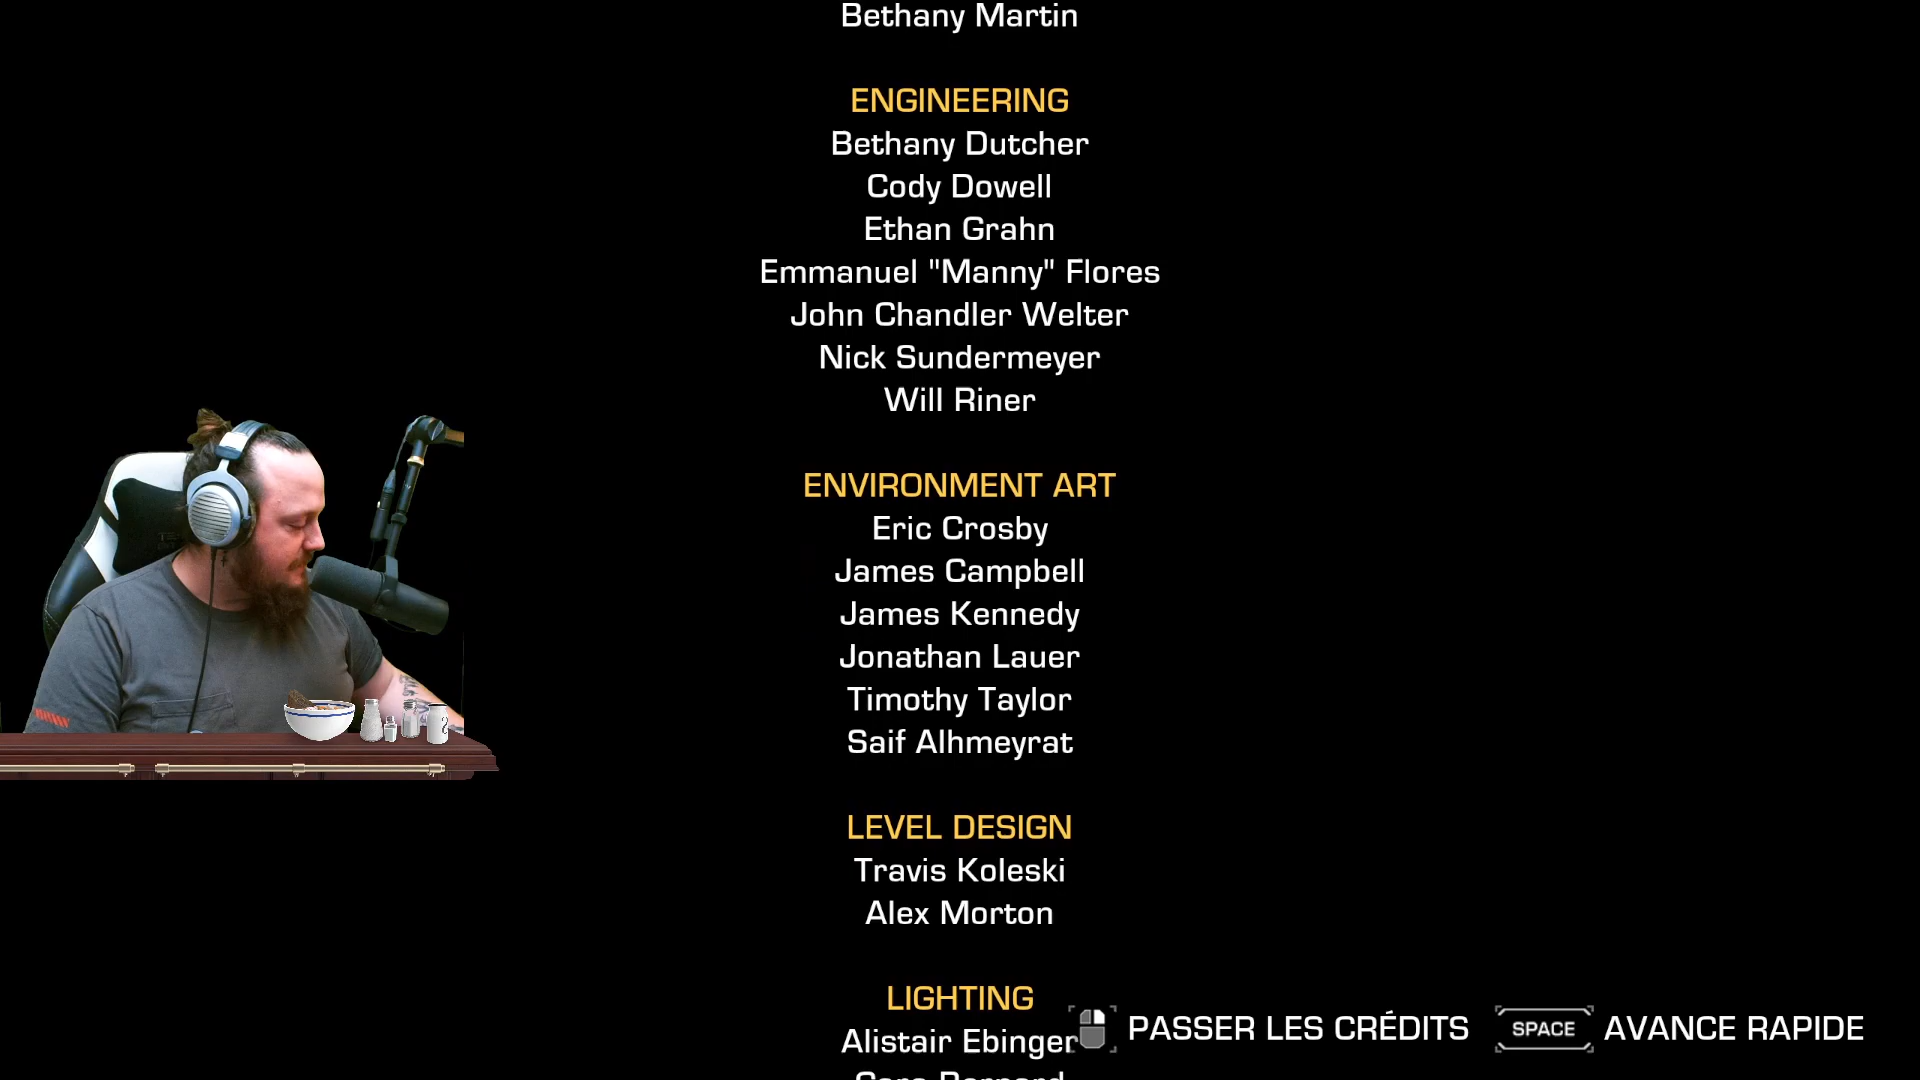 Bethany Martin
ENGINEERING
Bethany Dutcher
Cody Dowell
Ethan Grahn
Emmanuel "Manny" Flores
John Chandler Welter
Nick Sundermeyer
Will Riner
ENVIRONMENT ART
Eric Crosby
James Campbell
James Kennedy
Jonathan Lauer
Timothy Taylor
Saif Alhmeyrat
LEVEL DESIGN
Travis Koleski
Alex Morton
LIGHTING
Alistair Ebinger
PASSER LES CRÉDITS
SPACE
AVANCE RAPIDE